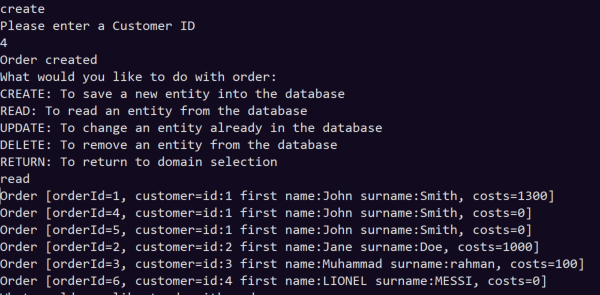 create
Please enter a Customer ID
4
Order created
What would you like to do with order:
CREATE: To save a new entity into the database
READ: To read an entity from the database
UPDATE: To change an entity already in the database
DELETE: To remove an entity from the database
RETURN: To return to domain selection
read
Order [orderId=1, customer=id:1 first name:John surname:Smith, costs=1300]
Order [orderId=4, customer=id:1 first name:John surname:Smith, costs=0]
Order [orderId=5, customer=id:1 first name:John surname:Smith, costs=0]
Order [orderId=2, customer=id:2 first name:Jane surname:Doe, costs=1000]
Order [orderId=3, customer=id:3 first name:Muhammad surname:rahman, costs=100]
Order [orderId=6, customer=id:4 first name:LIONEL surname:MESSI, costs=0]